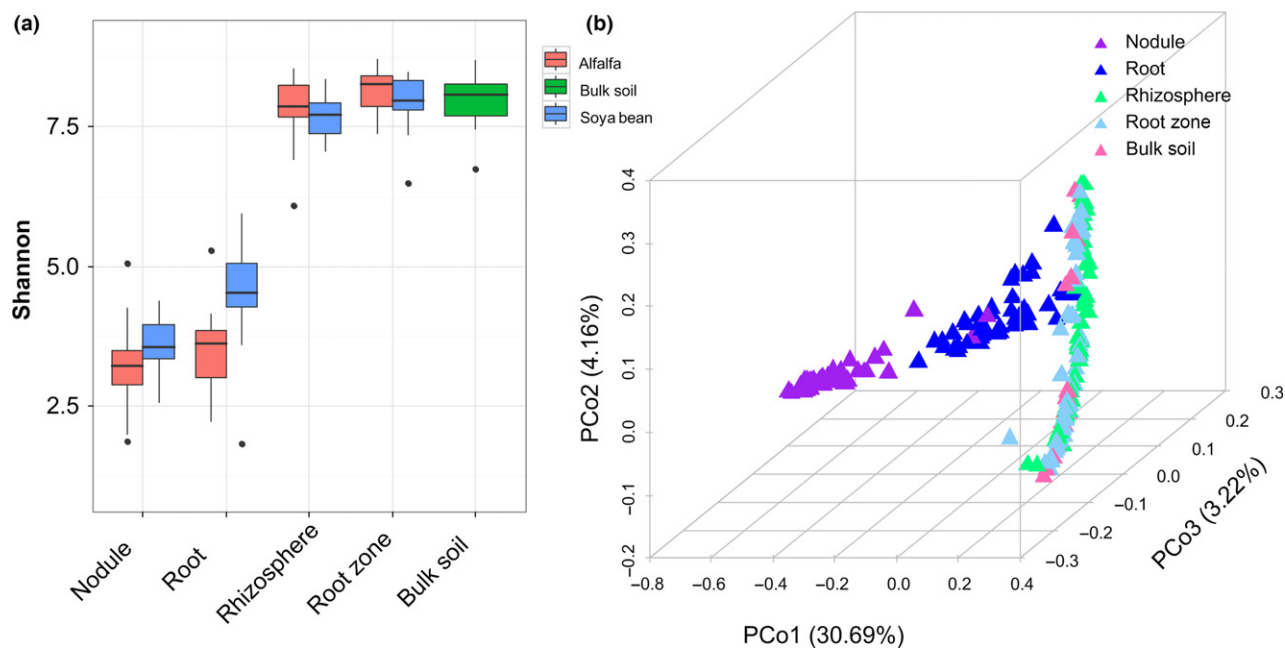 (a)
Shannon
7.5
5.0
2.5
Nodule
Root
Rhizosphere
Root zone
Bulk soil
Alfalfa
Bulk soil
Soya bean
(b)
Nodule
Root
Rhizosphere
Root zone
Bulk soil
PCo2 (4.16%)
0.4
0.3
0.2
0.1
0.0
−0.1
−0.2
−0.8
−0.6
−0.4
−0.2
0.0
0.2
0.4
PCo1 (30.69%)
0.3
0.2
0.1
0.0
−0.1
−0.2
−0.3
PCo3 (3.22%)